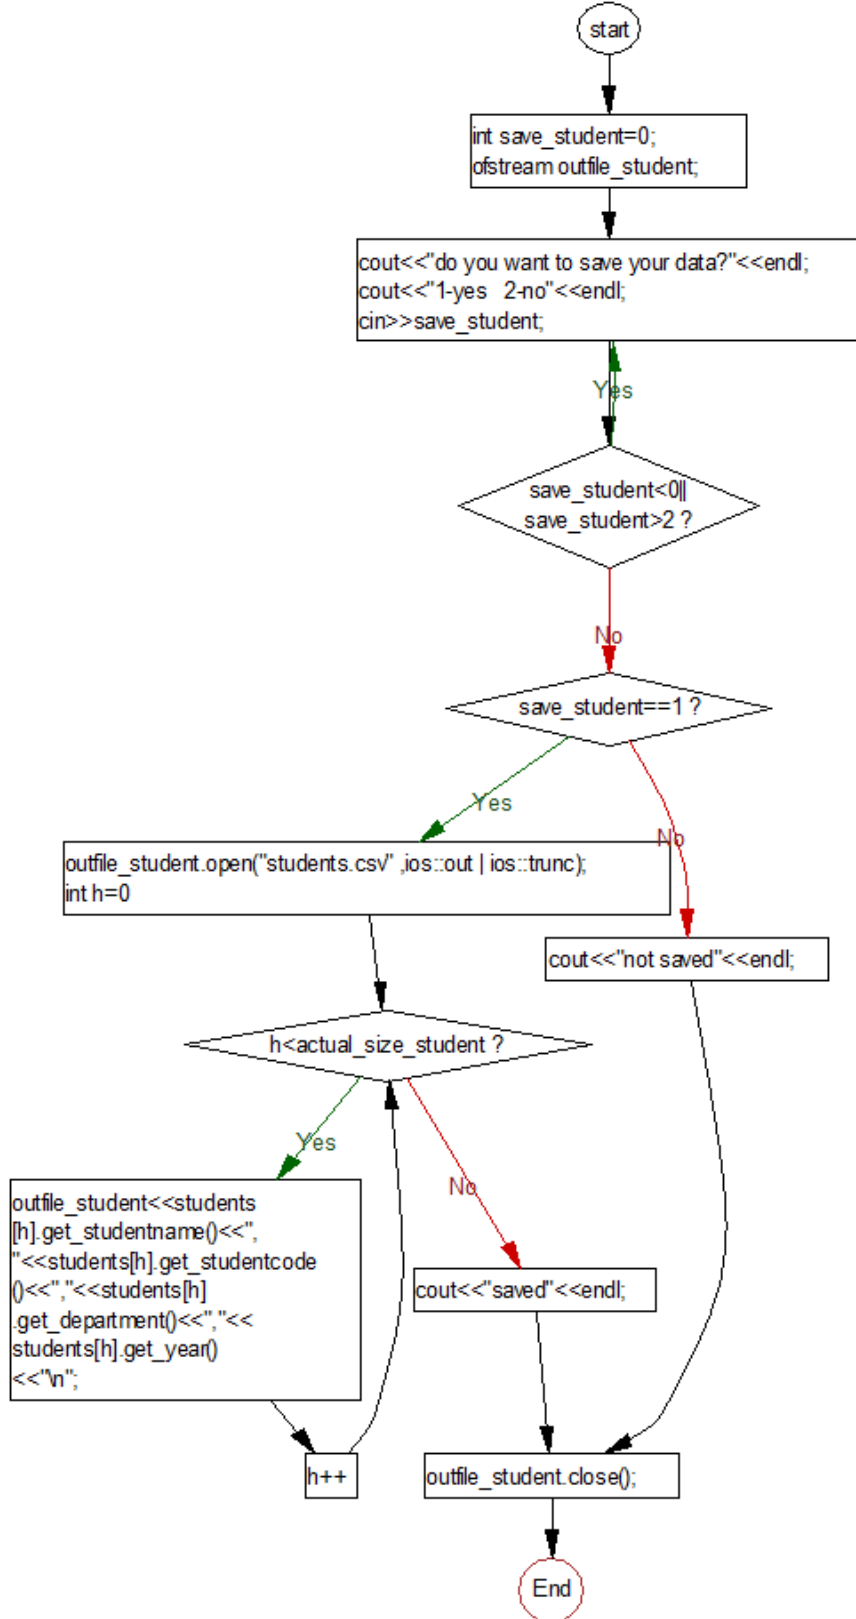 start
int save_student=0;
ofstream outfile_student;
cout<<"do you want to save your data?"<<endl;
cout<<"1-yes   2-no"<<endl;
cin>>save_student;
Yes
save_student<0||
save_student>2 ?
No
save_student==1 ?
Yes
No
outfile_student.open("students.csv" ,ios::out | ios::trunc);
int h=0
cout<<"not saved"<<endl;
h<actual_size_student ?
Yes
No
outfile_student<<students
[h].get_studentname()<<",
"<<students[h].get_studentcode
()<<","<<students[h]
.get_department()<<","<<
students[h].get_year()
<<"\n";
cout<<"saved"<<endl;
h++
outfile_student.close();
End